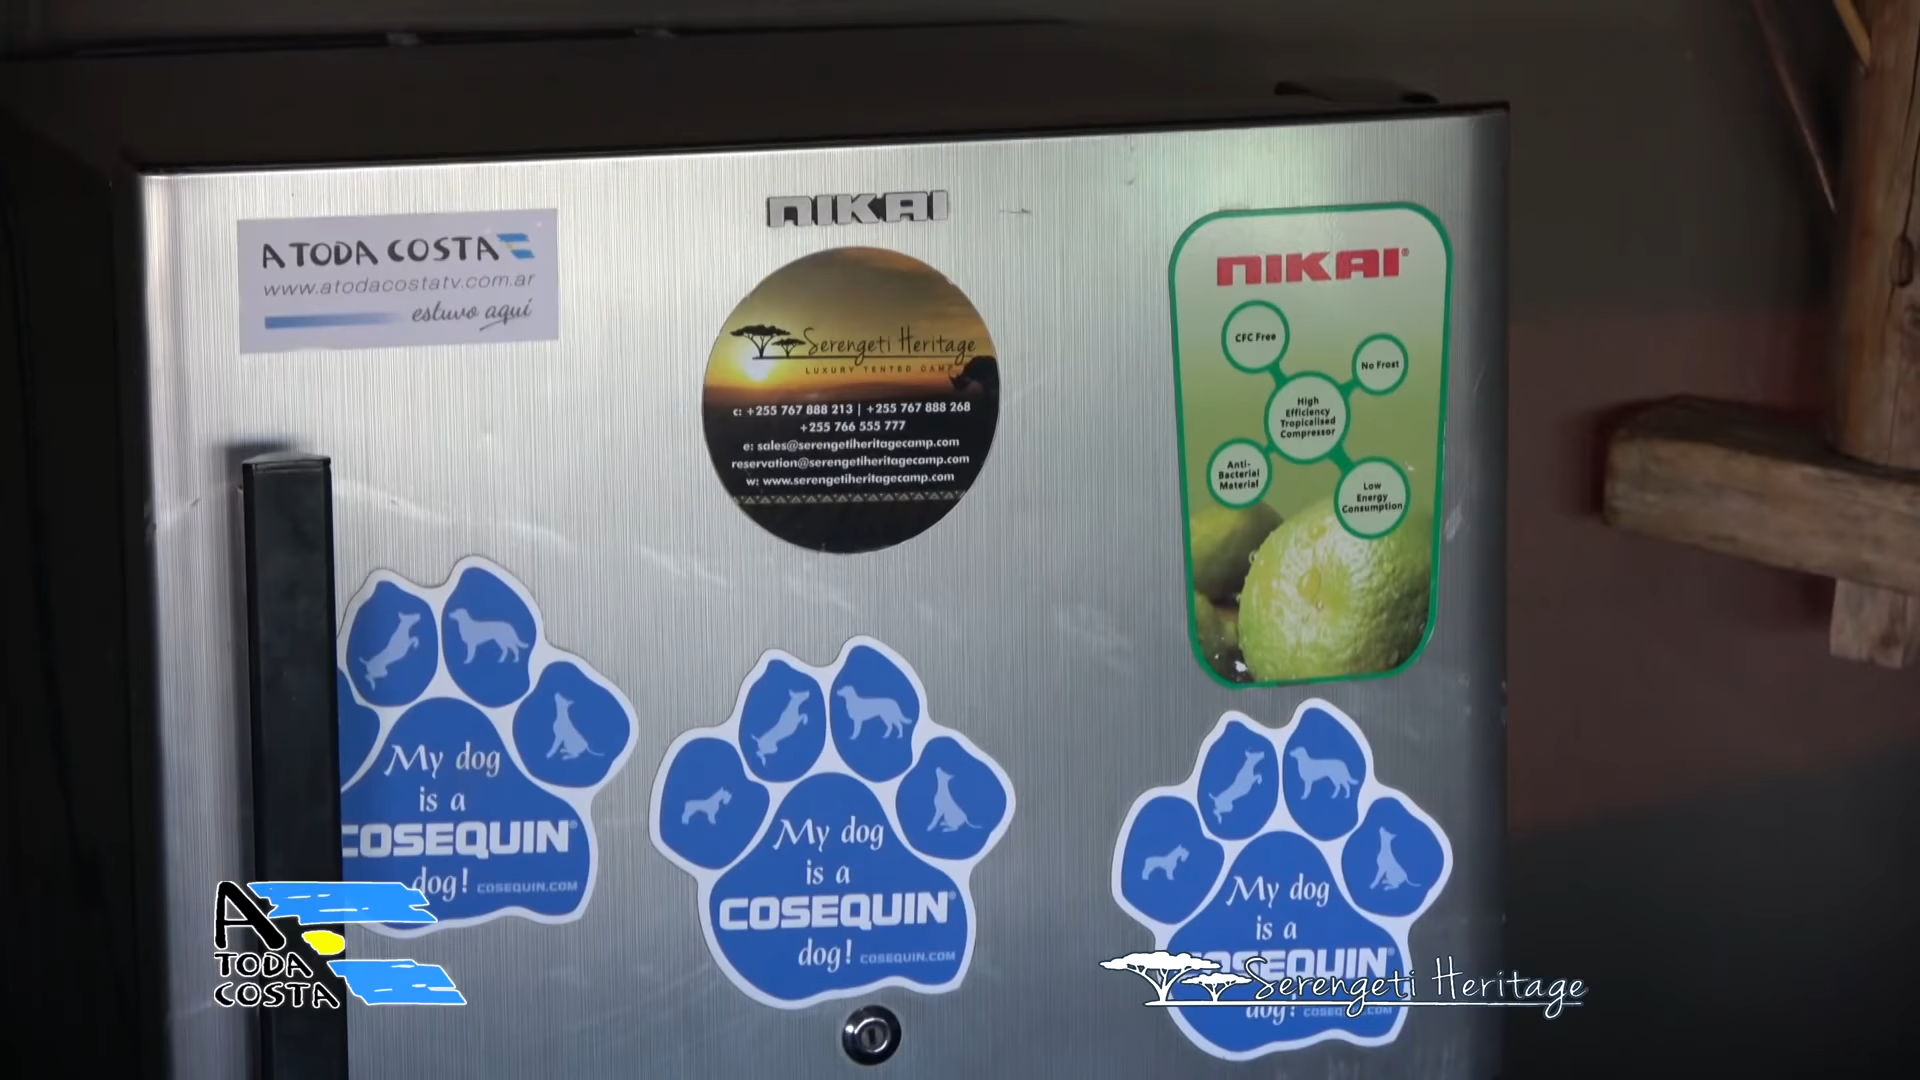 A TODA COSTA
www.atodacostatv.com.ar
estuvo aquí
NIKAI
Serengeti Heritage
LUXURY TENTED CAMP
c: +255 767 888 213 | +255 767 888 268
+255 766 555 777
e: sales@serengetiheritagecamp.com
reservation@serengetiheritagecamp.com
w: www.serengetiheritagecamp.com
NIKAI®
CFC Free
No Frost
High
Efficiency
Tropicalised
Compressor
Anti-
Bacterial
Material
Low
Energy
Consumption
My dog
is a
COSEQUIN®
dog! COSEQUIN.COM
My dog
is a
COSEQUIN®
dog! COSEQUIN.COM
My dog
is a
COSEQUIN®
dog!
A
TODA
COSTA
Serengeti Heritage